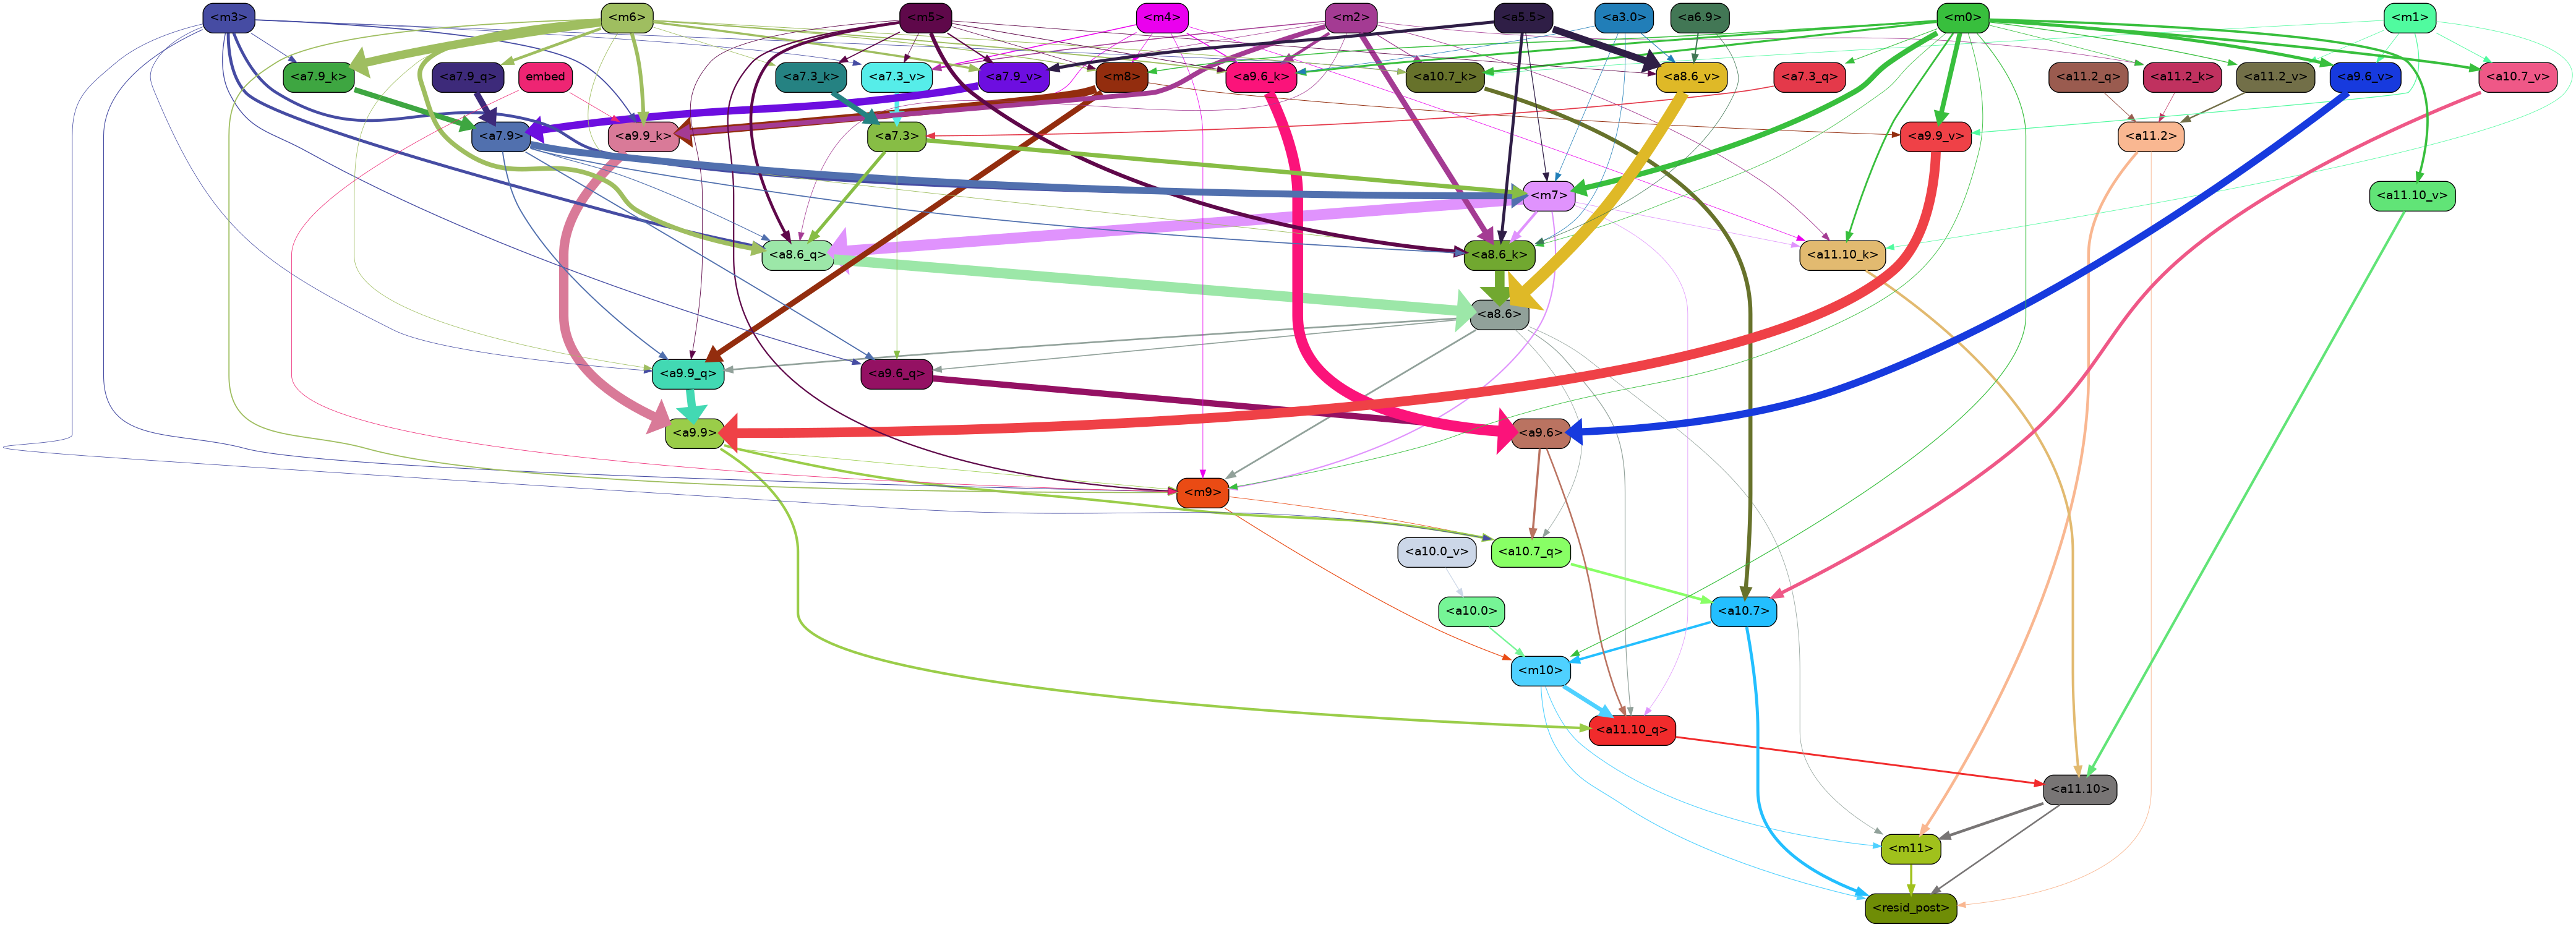 <m3>
<m6>
<m5>
<m4>
<m2>
<a5.5>
<a3.0>
<a6.9>
<m0>
<m1>
<a7.9_k>
<a7.9_q>
embed
<a7.3_k>
<a7.3_v>
<a7.9_v>
<m8>
<a9.6_k>
<a10.7_k>
<a8.6_v>
<a7.3_q>
<a11.2_q>
<a11.2_k>
<a11.2_v>
<a9.6_v>
<a10.7_v>
<a7.9>
<a9.9_k>
<a7.3>
<a9.9_v>
<a11.2>
<m7>
<a11.10_v>
<a8.6_q>
<a8.6_k>
<a11.10_k>
<a8.6>
<a9.9_q>
<a9.6_q>
<a9.9>
<a9.6>
<m9>
<a10.0_v>
<a10.7_q>
<a10.0>
<a10.7>
<m10>
<a11.10_q>
<a11.10>
<m11>
<resid_post>